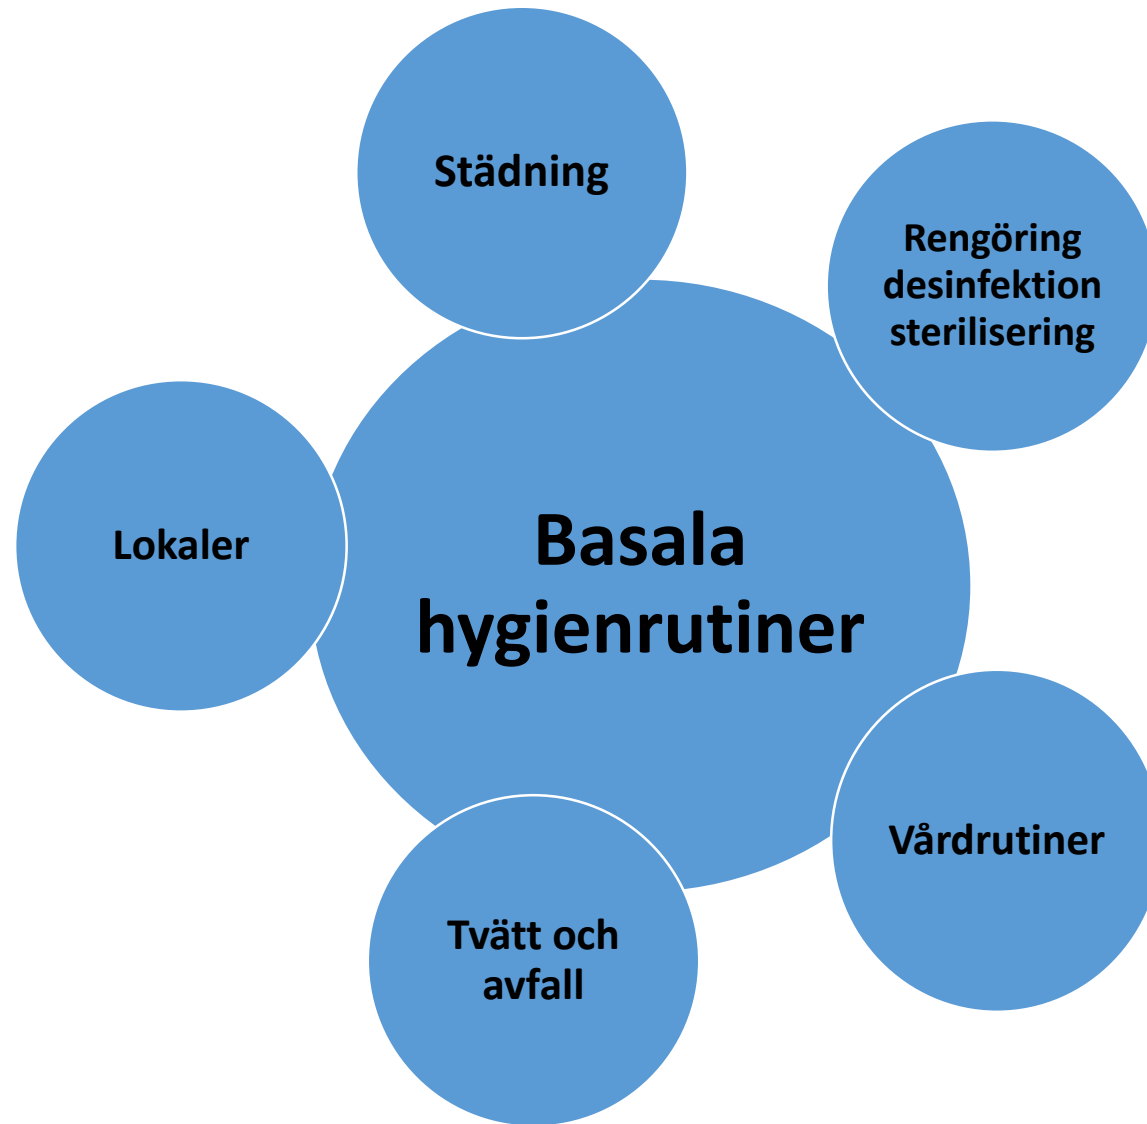 Städning
Rengöring
desinfektion
sterilisering
Lokaler
Basala
hygienrutiner
Vårdrutiner
Tvätt och
avfall